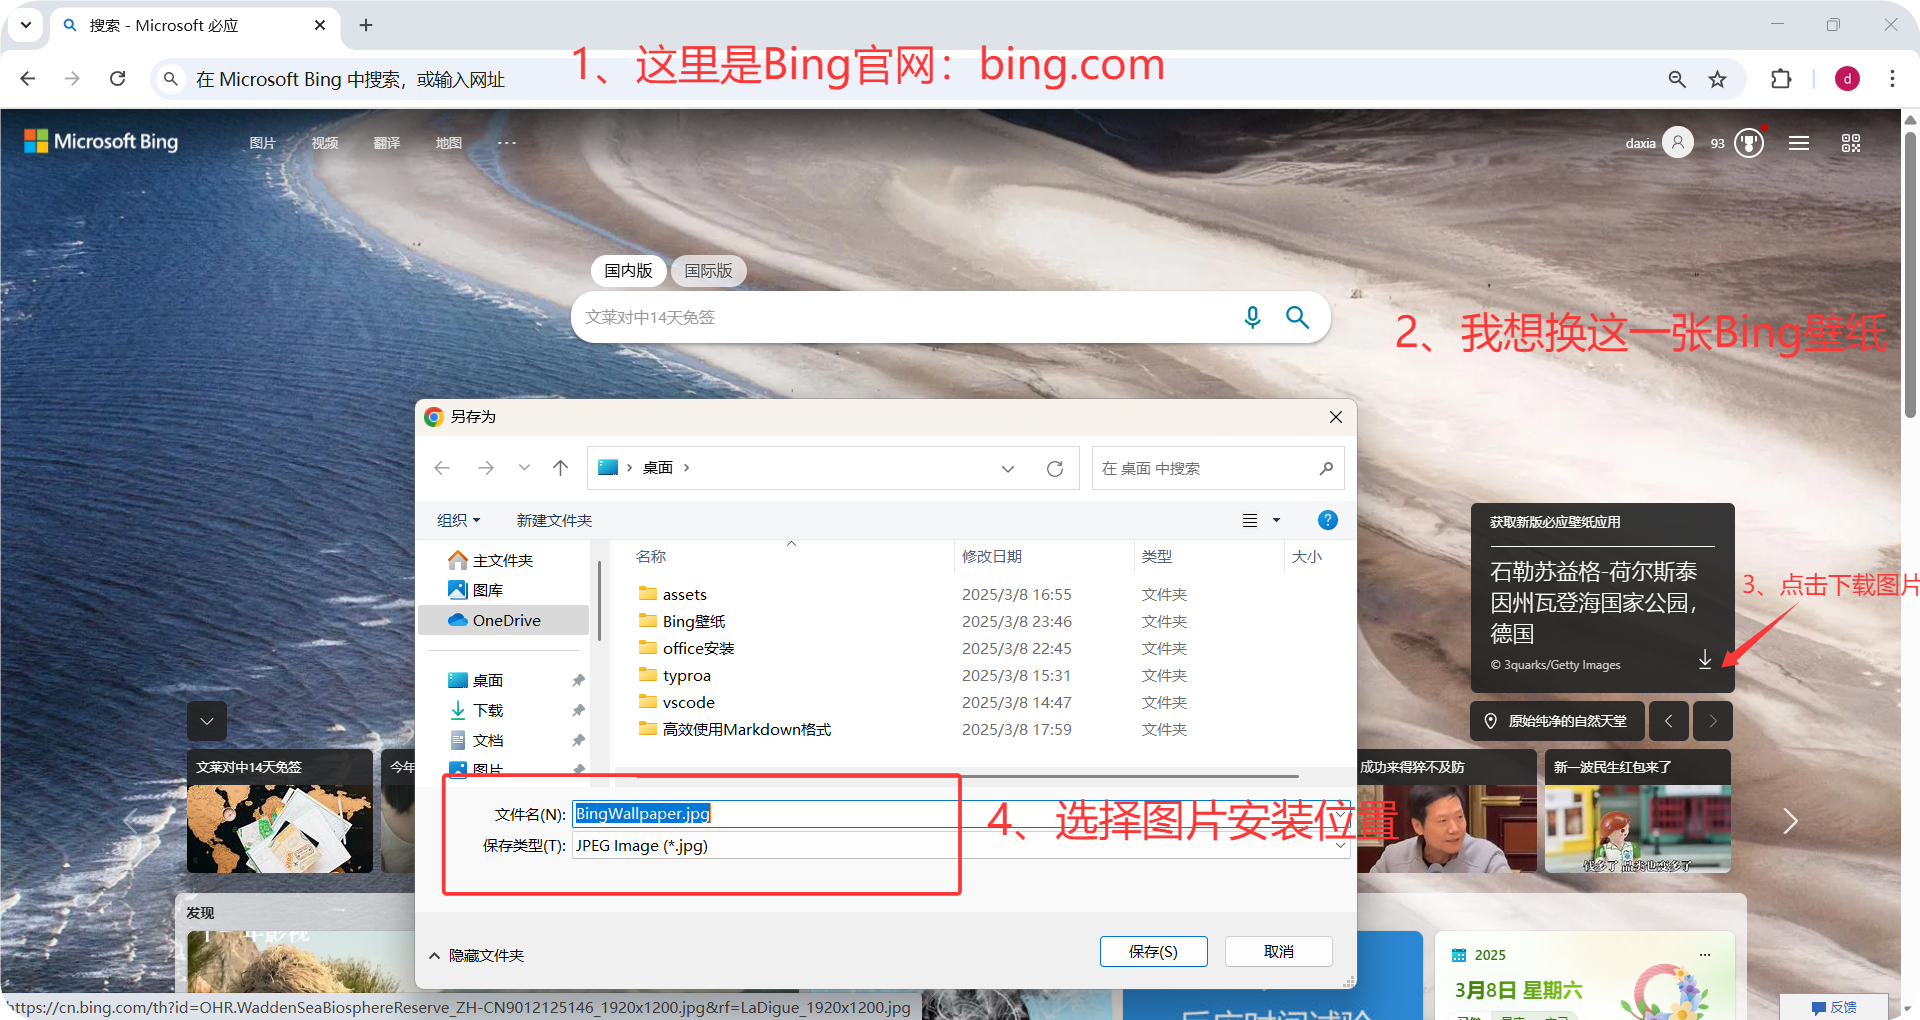 搜索 - Microsoft 必应
1、这里是Bing官网：bing.com
在 Microsoft Bing 中搜索，或输入网址
d
Microsoft Bing
图片
视频
翻译
地图
daxia
93
国内版
国际版
文莱对中14天免签
2、我想换这一张Bing壁纸
另存为
桌面
在 桌面 中搜索
组织
新建文件夹
主文件夹
图库
OneDrive
桌面
下载
文档
图片
名称
修改日期
类型
大小
assets 2025/3/8 16:55 文件夹
Bing壁纸 2025/3/8 23:46 文件夹
office安装 2025/3/8 22:45 文件夹
typroa 2025/3/8 15:31 文件夹
vscode 2025/3/8 14:47 文件夹
高效使用Markdown格式 2025/3/8 17:59 文件夹
获取新版必应壁纸应用
石勒苏益格-荷尔斯泰
因州瓦登海国家公园，
德国
© 3quarks/Getty Images
3、点击下载图片
原始纯净的自然天堂
文莱对中14天免签
今年
成功来得猝不及防
新一波民生红包来了
钱多了 品类也变多了
文件名(N): BingWallpaper.jpg
保存类型(T): JPEG Image (*.jpg)
4、选择图片安装位置
隐藏文件夹
保存(S)
取消
发现
2025
3月8日 星期六
反馈
https://cn.bing.com/th?id=OHR.WaddenSeaBiosphereReserve_ZH-CN9012125146_1920x1200.jpg&rf=LaDigue_1920x1200.jpg